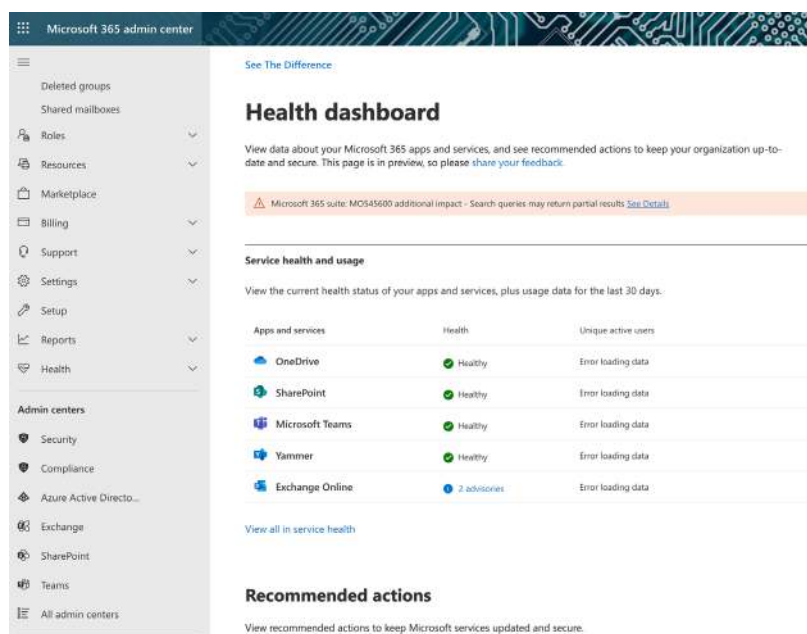 Microsoft 365 admin center
Deleted groups
Shared mailboxes
Roles
Resources
Marketplace
Billing
Support
Settings
Setup
Reports
Health
Admin centers
Security
Compliance
Azure Active Directo...
Exchange
SharePoint
Teams
All admin centers
See The Difference
Health dashboard
View data about your Microsoft 365 apps and services, and see recommended actions to keep your organization up-to-
date and secure. This page is in preview, so please share your feedback.
Microsoft 365 suite: MO545600 additional impact - Search queries may return partial results See Details
Service health and usage
View the current health status of your apps and services, plus usage data for the last 30 days.
Apps and services Health Unique active users
OneDrive Healthy Error loading data
SharePoint Healthy Error loading data
Microsoft Teams Healthy Error loading data
Yammer Healthy Error loading data
Exchange Online 2 advisories Error loading data
View all in service health
Recommended actions
View recommended actions to keep Microsoft services updated and secure.